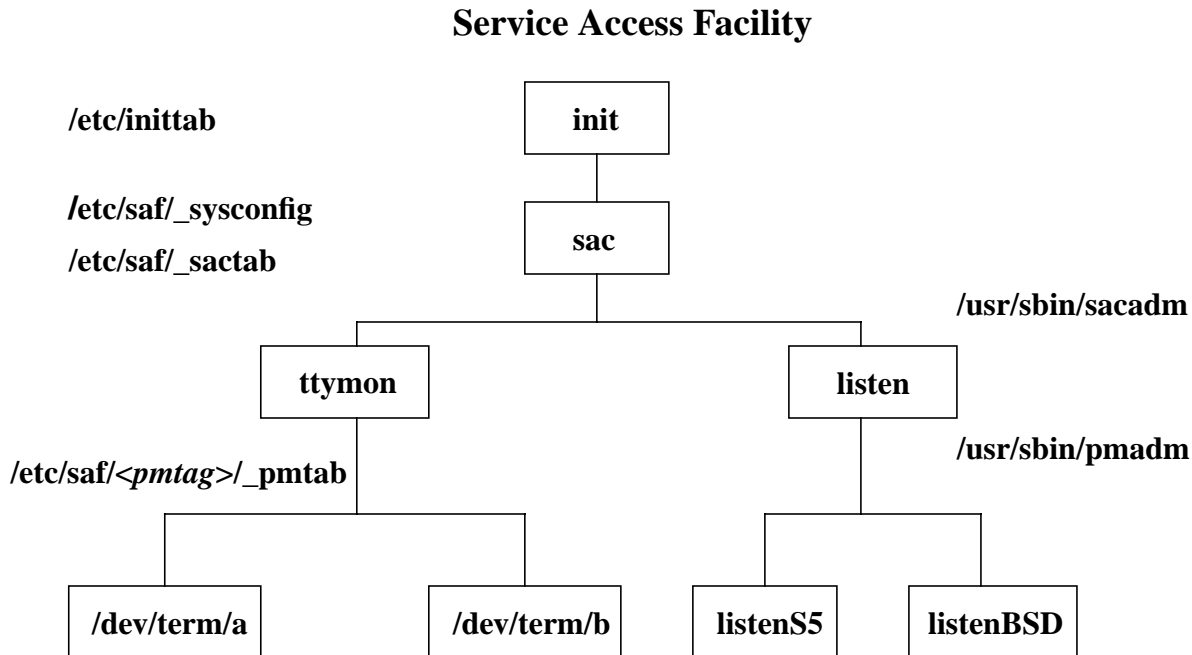 Service Access Facility
/etc/inittab
init
/etc/saf/_sysconfig
sac
/etc/saf/_sactab
/usr/sbin/sacadm
ttymon
listen
/usr/sbin/pmadm
/etc/saf/<pmtag>/_pmtab
/dev/term/a
/dev/term/b
listenS5
listenBSD